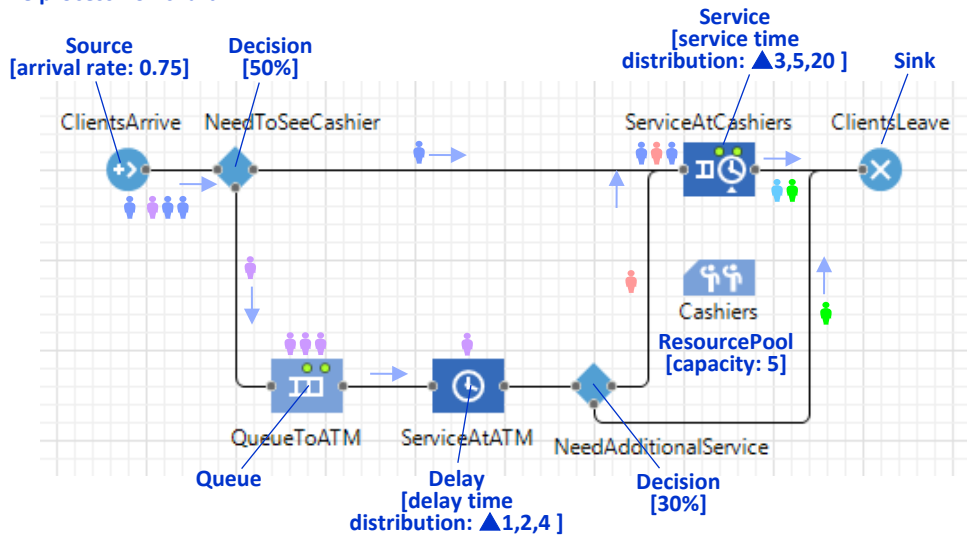 Service
Source
Decision
[service time
[arrival rate: 0.75]
[50%]
distribution: ▲3,5,20 ]
Sink
ClientsArrive
NeedToSeeCashier
ServiceAtCashiers
ClientsLeave
Cashiers
ResourcePool
[capacity: 5]
QueueToATM
ServiceAtATM
NeedAdditionalService
Queue
Delay
[delay time
distribution: ▲1,2,4 ]
Decision
[30%]